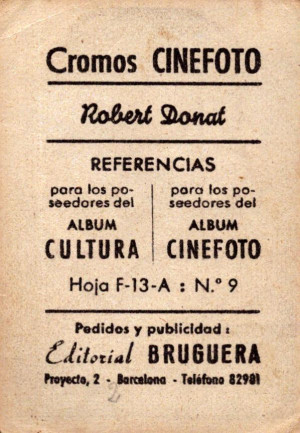 Cromos CINEFOTO
Robert Donat
REFERENCIAS
para los po-
seedores del
ALBUM
CULTURA
para los po-
seedores del
ALBUM
CINEFOTO
Hoja F-13-A : N.º 9
Pedidos y publicidad :
Editorial BRUGUERA
Proyecto, 2 - Barcelona - Teléfono 82981
2